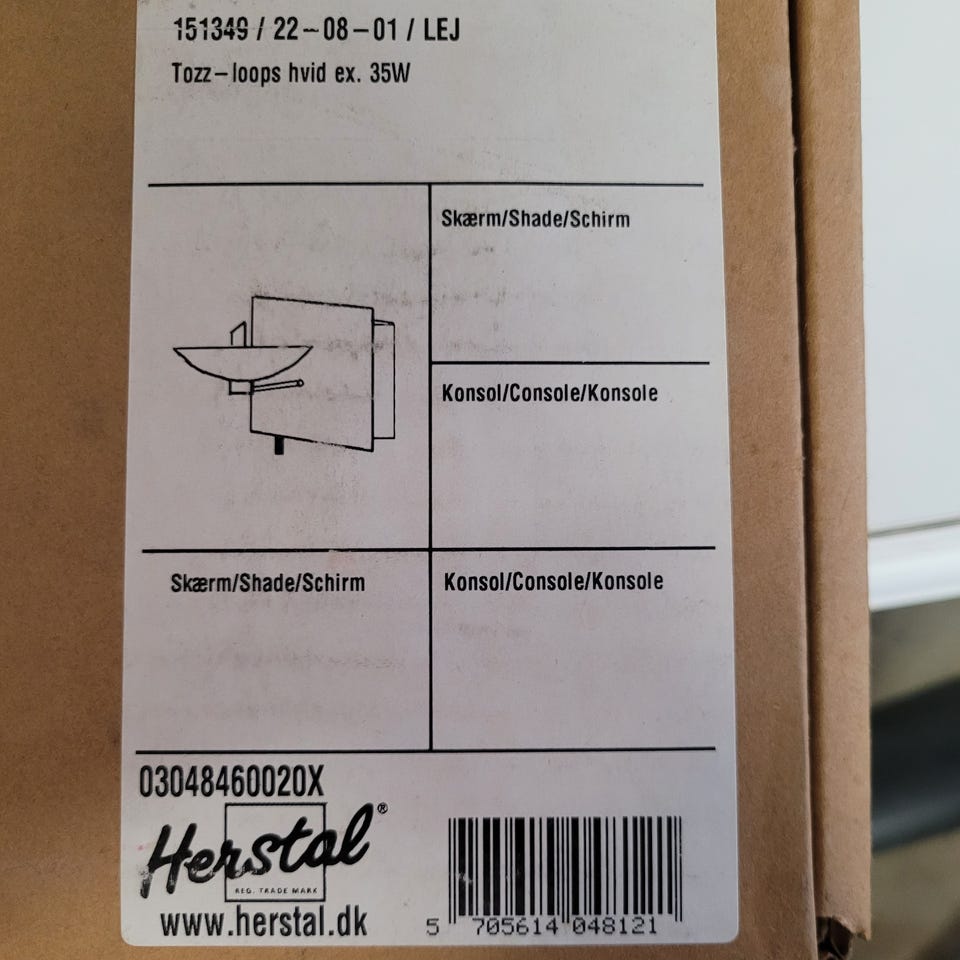 151349 / 22-08-01 / LEJ
Tozz-loops hvid ex. 35W
Skærm/Shade/Schirm
Konsol/Console/Konsole
Skærm/Shade/Schirm
Konsol/Console/Konsole
03048460020X
Herstal®
REG. TRADE MARK
www.herstal.dk
5 705614 048121